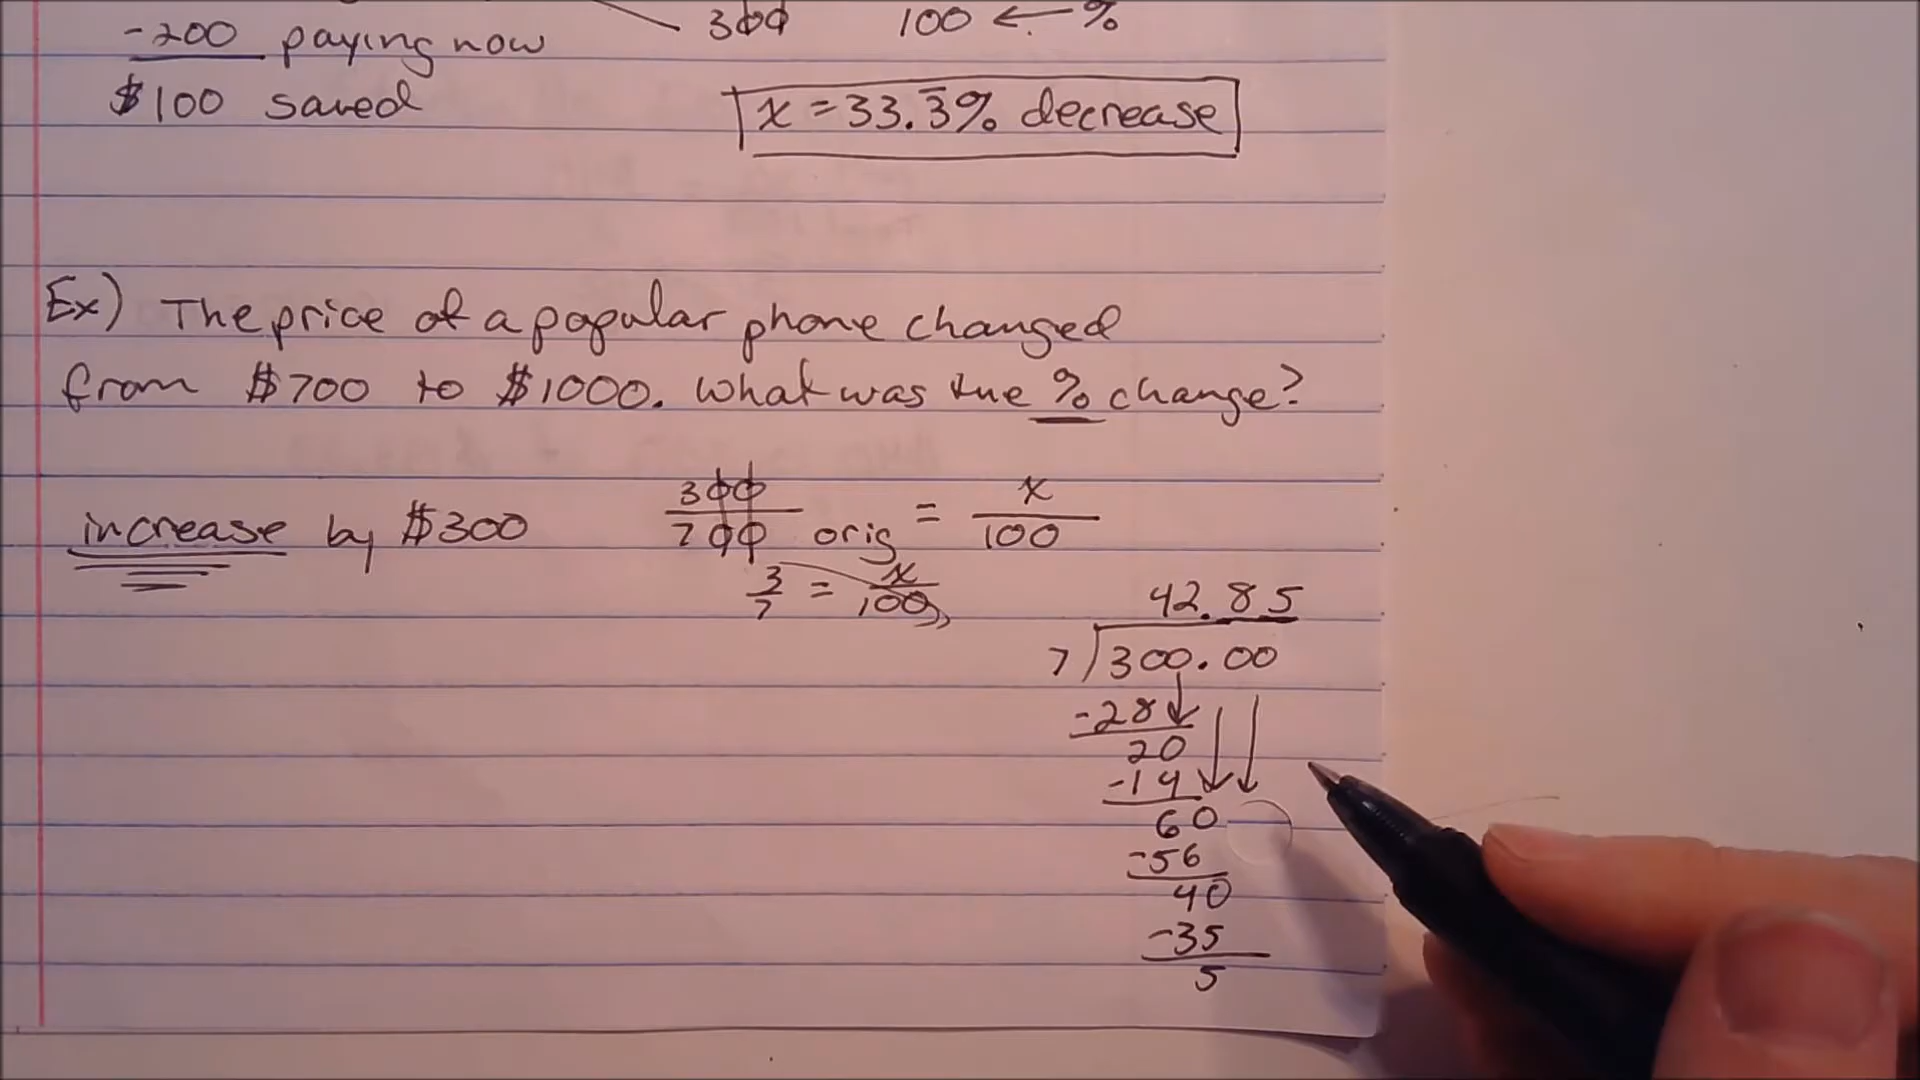 -200 paying now
300 100 ← %
$100 saved
x = 33.3̅% decrease
Ex) The price of a popular phone changed
from $700 to $1000. What was the % change?
increase by $300
300/700 orig = x/100
3/7 = x/100
42.85
7)300.00
-28
20
-14
60
-56
40
-35
5